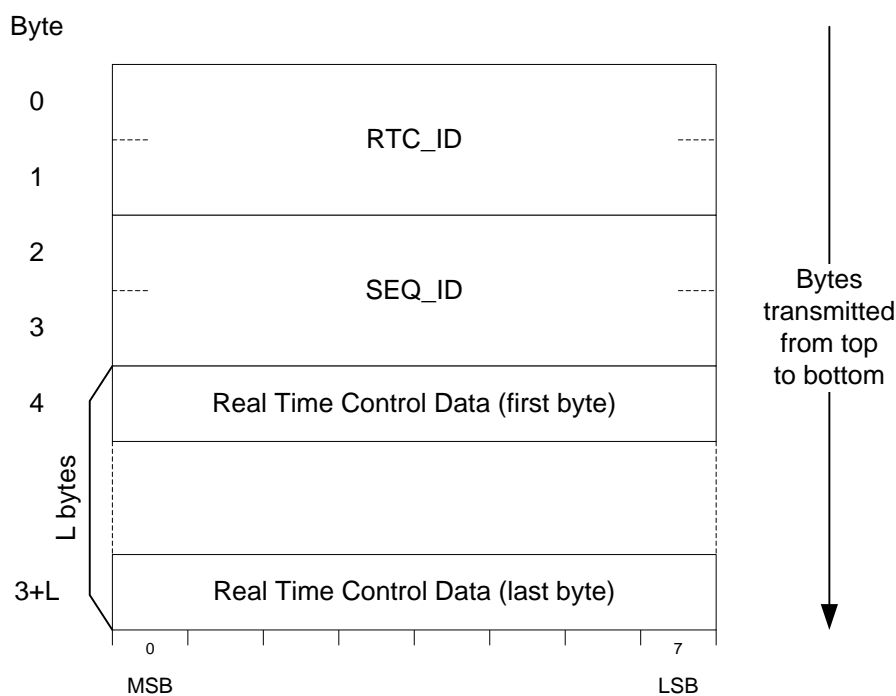 Byte
0
RTC_ID
1
2
SEQ_ID
3
4
Real Time Control Data (first byte)
L bytes
3+L
Real Time Control Data (last byte)
0
7
MSB
LSB
Bytes
transmitted
from top
to bottom